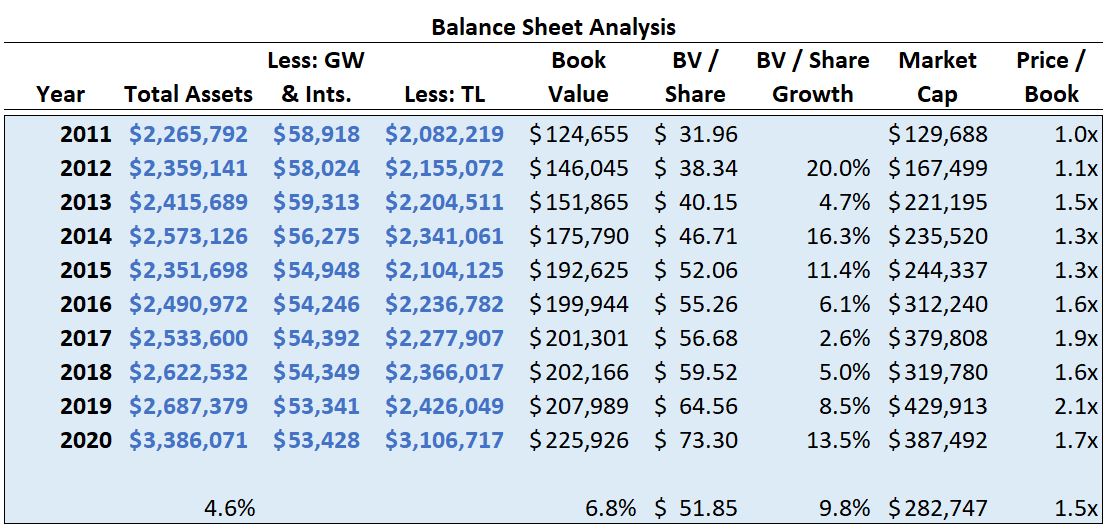 Balance Sheet Analysis
Less: GW Book BV / BV / Share Market Price /
Year Total Assets & Ints. Less: TL Value Share Growth Cap Book
2011 $2,265,792 $58,918 $2,082,219 $124,655 $ 31.96 $129,688 1.0x
2012 $2,359,141 $58,024 $2,155,072 $146,045 $ 38.34 20.0% $167,499 1.1x
2013 $2,415,689 $59,313 $2,204,511 $151,865 $ 40.15 4.7% $221,195 1.5x
2014 $2,573,126 $56,275 $2,341,061 $175,790 $ 46.71 16.3% $235,520 1.3x
2015 $2,351,698 $54,948 $2,104,125 $192,625 $ 52.06 11.4% $244,337 1.3x
2016 $2,490,972 $54,246 $2,236,782 $199,944 $ 55.26 6.1% $312,240 1.6x
2017 $2,533,600 $54,392 $2,277,907 $201,301 $ 56.68 2.6% $379,808 1.9x
2018 $2,622,532 $54,349 $2,366,017 $202,166 $ 59.52 5.0% $319,780 1.6x
2019 $2,687,379 $53,341 $2,426,049 $207,989 $ 64.56 8.5% $429,913 2.1x
2020 $3,386,071 $53,428 $3,106,717 $225,926 $ 73.30 13.5% $387,492 1.7x
4.6% 6.8% $ 51.85 9.8% $282,747 1.5x